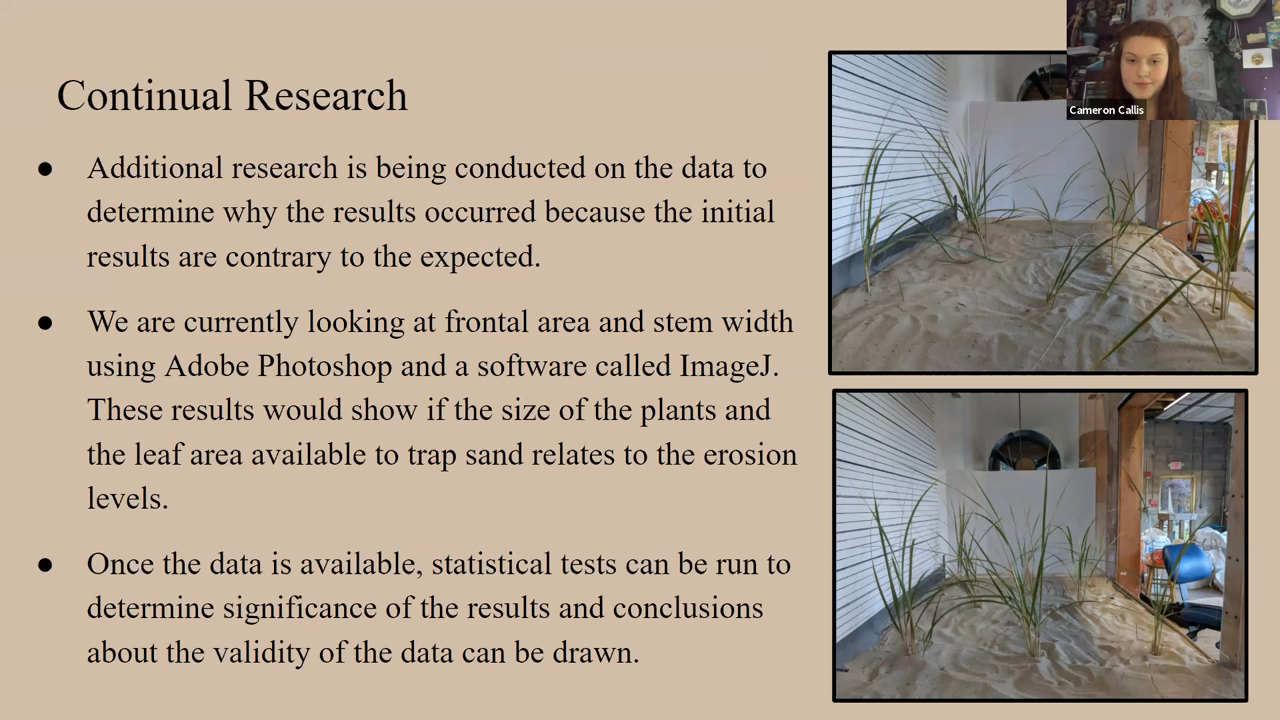 Continual Research
● Additional research is being conducted on the data to
determine why the results occurred because the initial
results are contrary to the expected.
● We are currently looking at frontal area and stem width
using Adobe Photoshop and a software called ImageJ.
These results would show if the size of the plants and
the leaf area available to trap sand relates to the erosion
levels.
● Once the data is available, statistical tests can be run to
determine significance of the results and conclusions
about the validity of the data can be drawn.
Cameron Callis